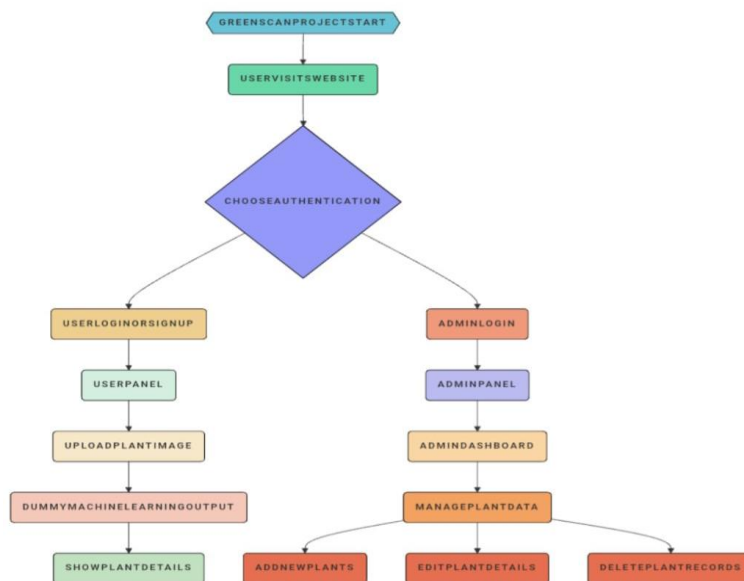 GREENSCANPROJECTSTART
USERVISITSWEBSITE
CHOOSEAUTHENTICATION
USERLOGINORSIGNUP
ADMINLOGIN
USERPANEL
ADMINPANEL
UPLOADPLANTIMAGE
ADMINDASHBOARD
DUMMYMACHINELEARNINGOUTPUT
MANAGEPLANTDATA
SHOWPLANTDETAILS
ADDNEWPLANTS
EDITPLANTDETAILS
DELETEPLANTRECORDS